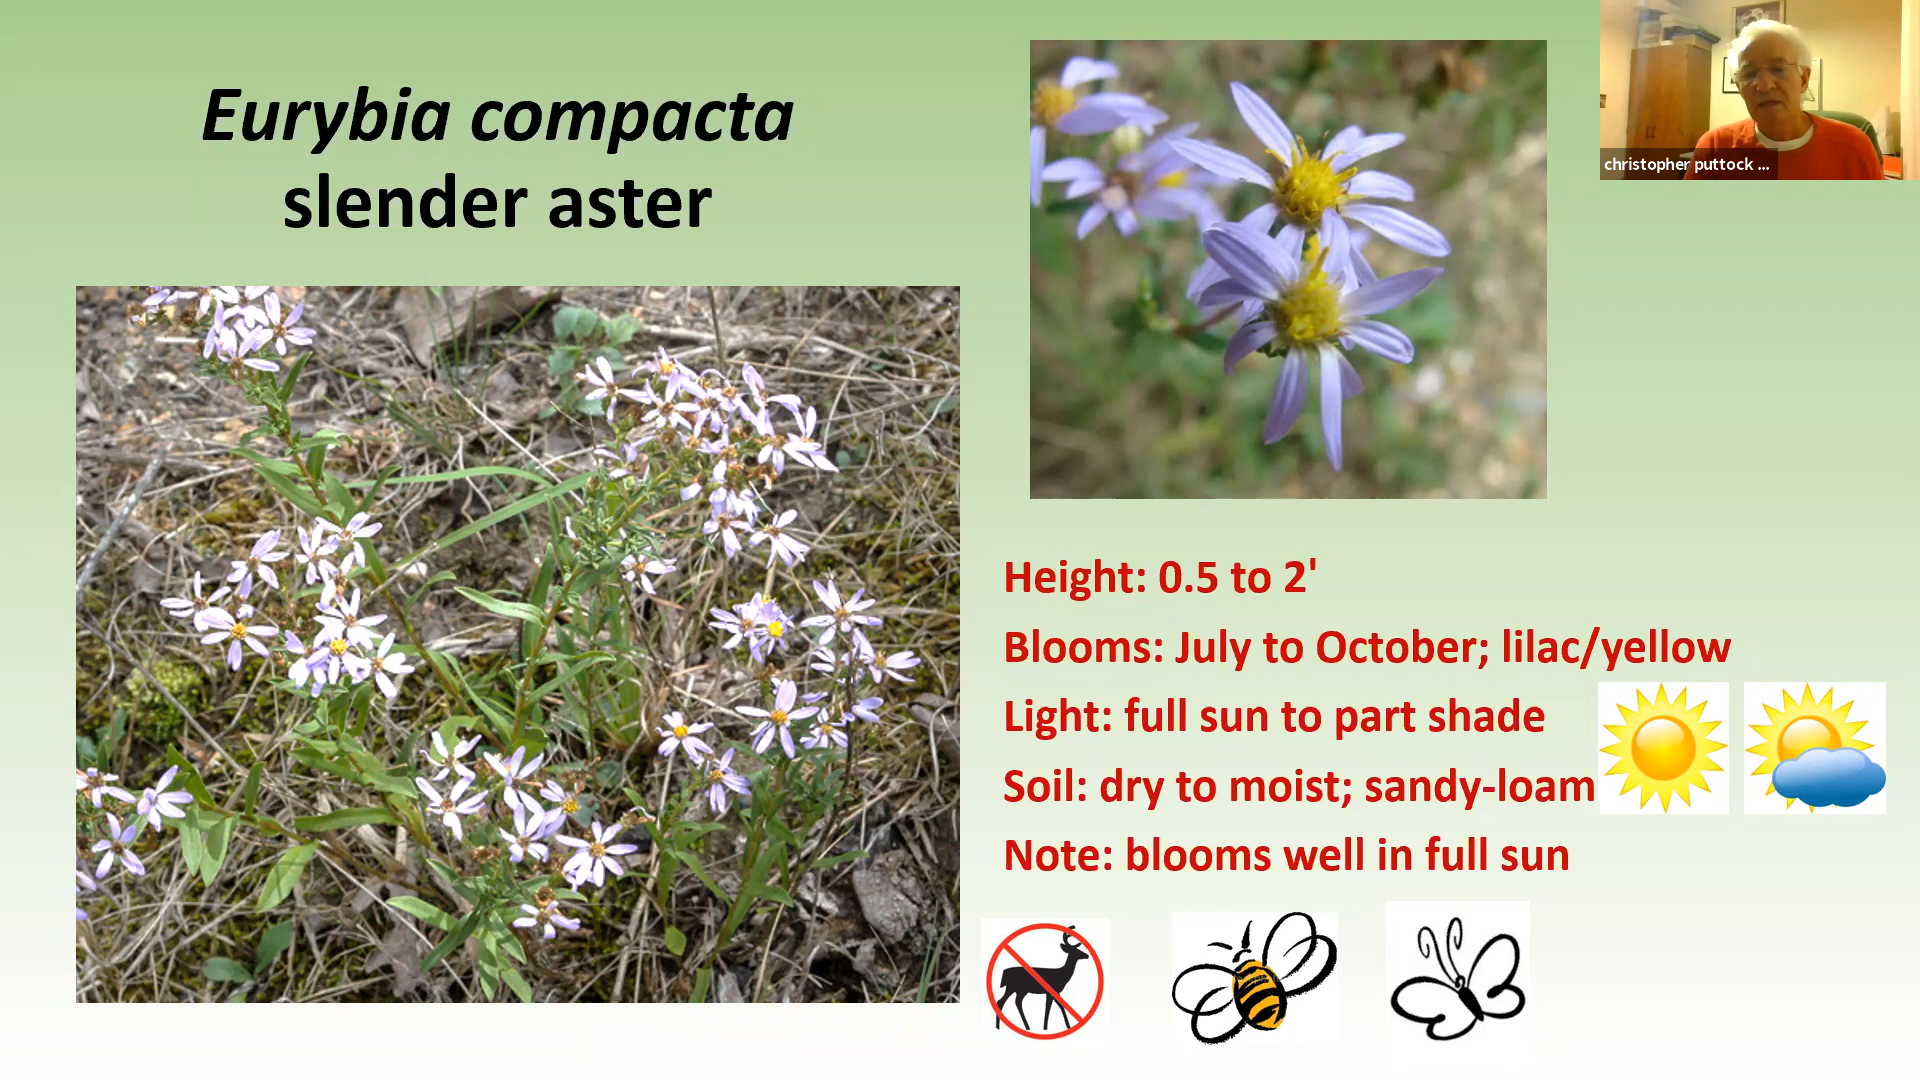 Eurybia compacta
slender aster
christopher puttock ...
Height: 0.5 to 2'
Blooms: July to October; lilac/yellow
Light: full sun to part shade
Soil: dry to moist; sandy-loam
Note: blooms well in full sun